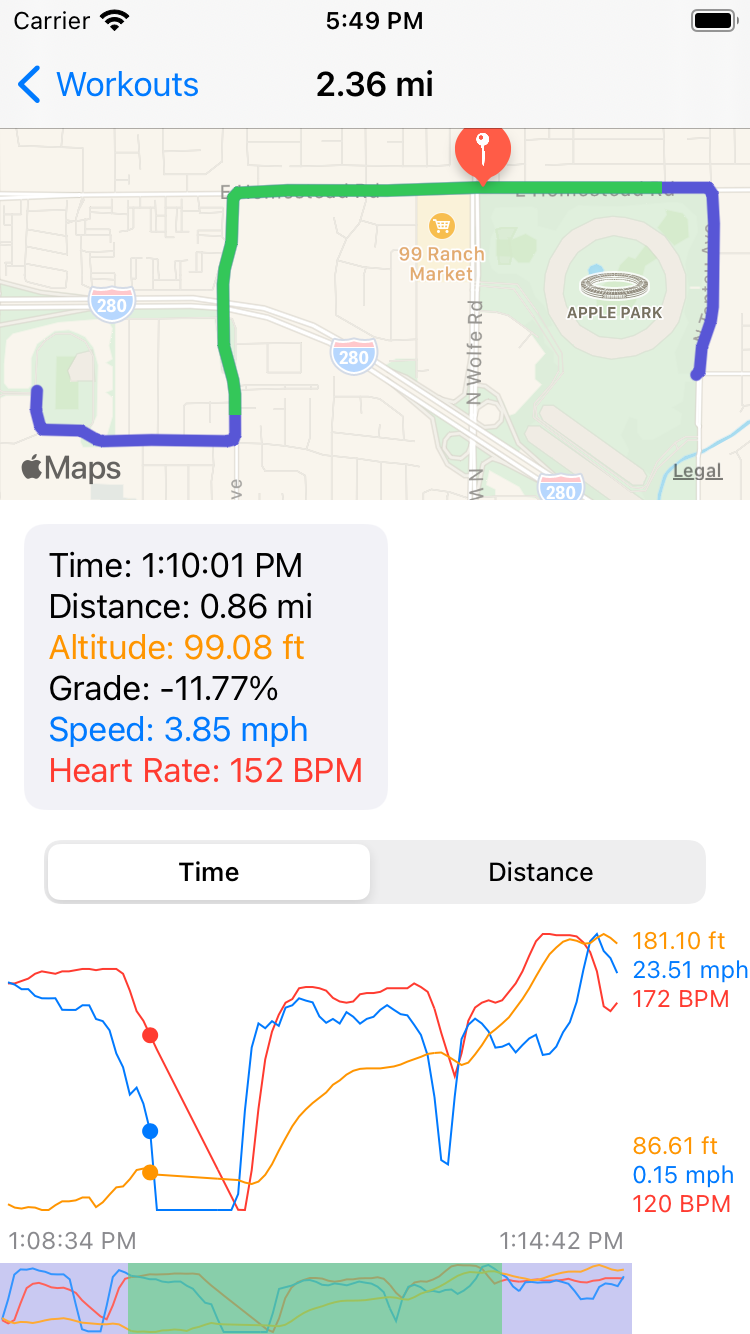 Carrier
5:49 PM
Workouts
2.36 mi
E Homestead Rd
E Homestead Rd
99 Ranch
Market
APPLE PARK
280
N Tantau Ave
280
N Wolfe Rd
280
Maps
Legal
ve
N W
Time: 1:10:01 PM
Distance: 0.86 mi
Altitude: 99.08 ft
Grade: -11.77%
Speed: 3.85 mph
Heart Rate: 152 BPM
Time
Distance
181.10 ft
23.51 mph
172 BPM
86.61 ft
0.15 mph
120 BPM
1:08:34 PM
1:14:42 PM